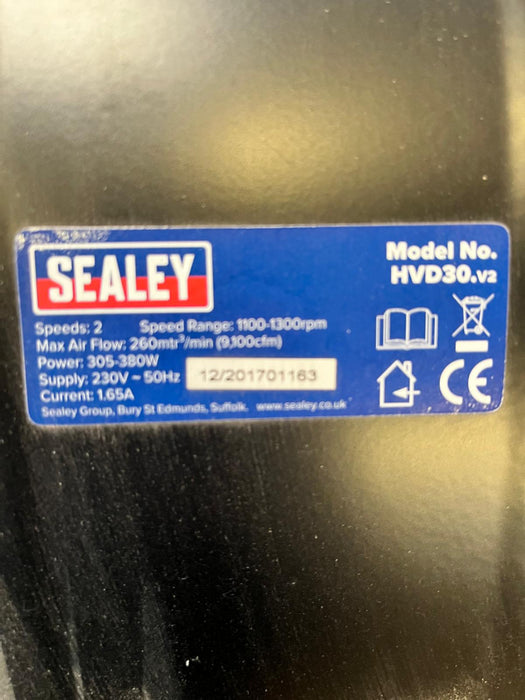 SEALEY
Model No.
HVD30.V2
Speeds: 2 Speed Range: 1100-1300rpm
Max Air Flow: 260mtr³/min (9,100cfm)
Power: 305-380W
Supply: 230V ~ 50Hz 12/201701163
Current: 1.65A
Sealey Group, Bury St Edmunds, Suffolk. www.sealey.co.uk
CE